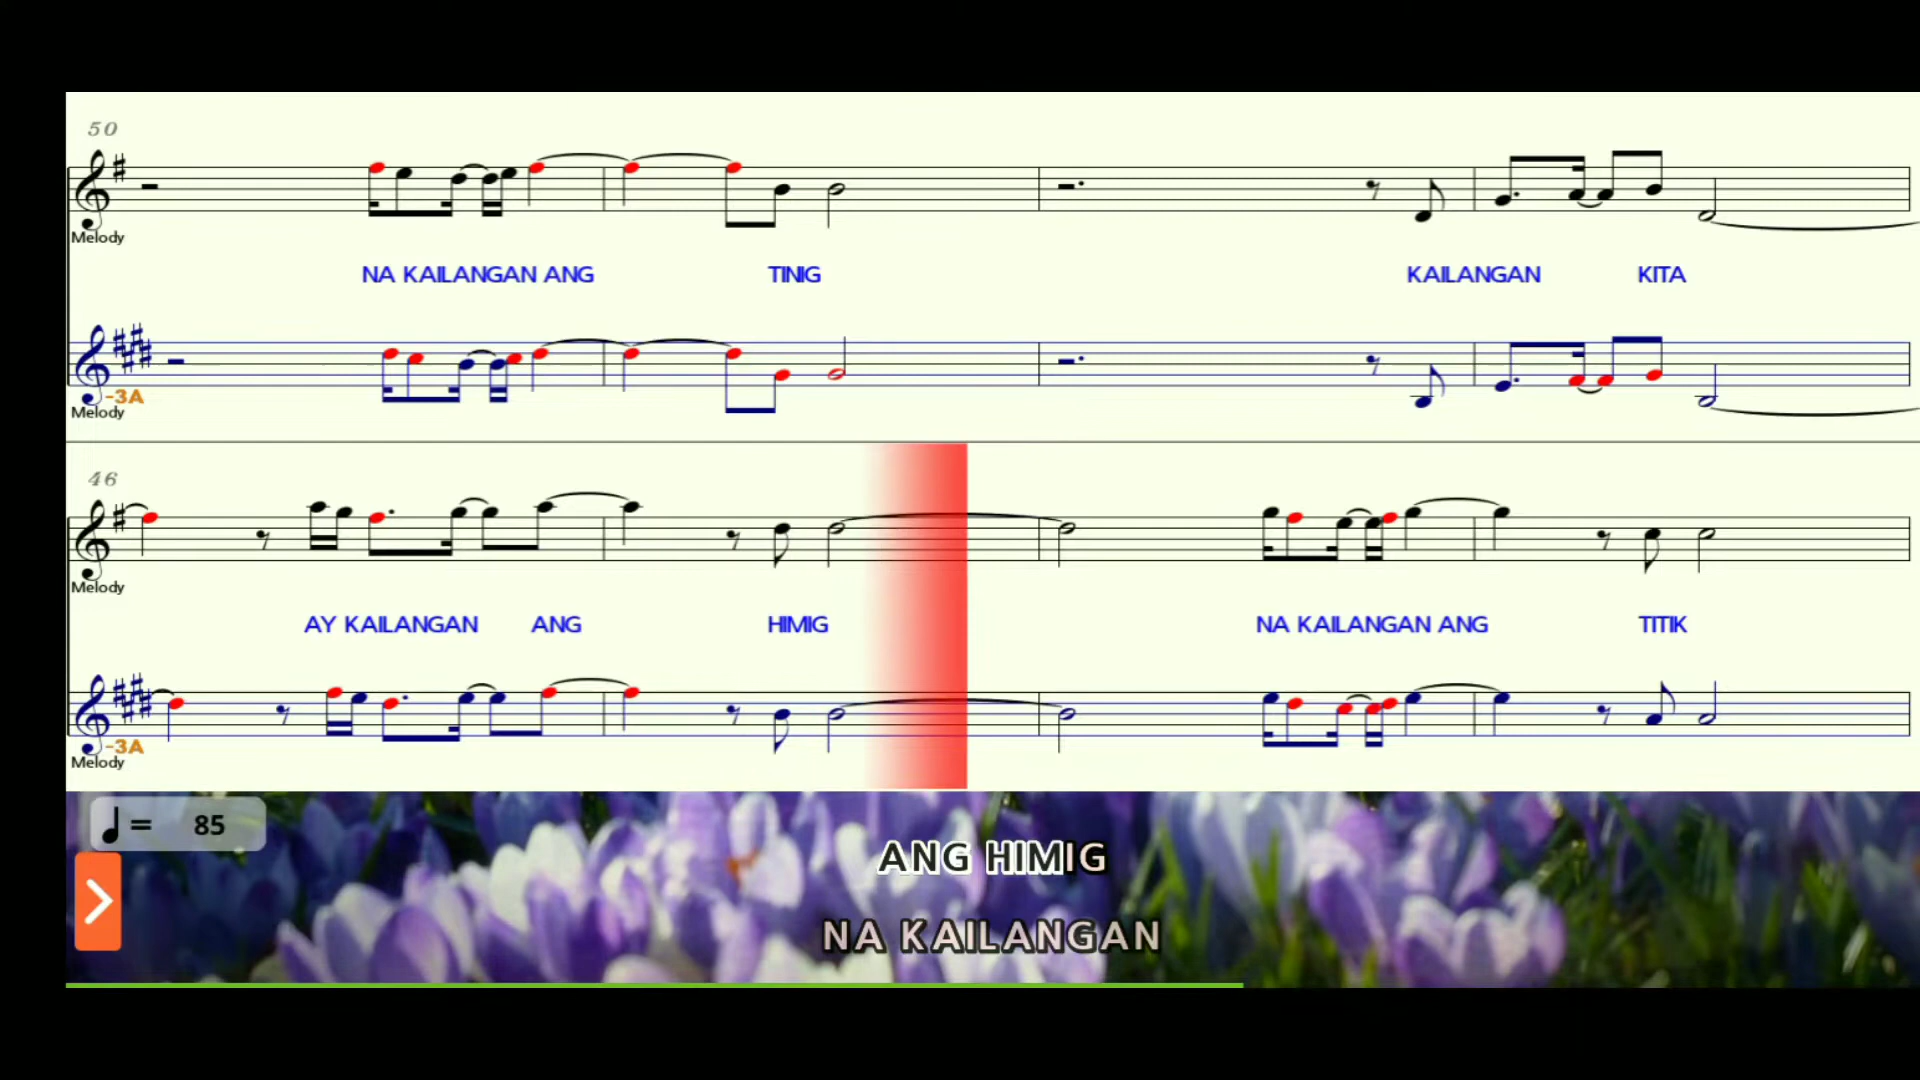 50
Melody
NA KAILANGAN ANG TINIG KAILANGAN KITA
-3A
Melody
46
Melody
AY KAILANGAN ANG HIMIG NA KAILANGAN ANG TITIK
-3A
Melody
= 85
ANG HIMIG
NA KAILANGAN